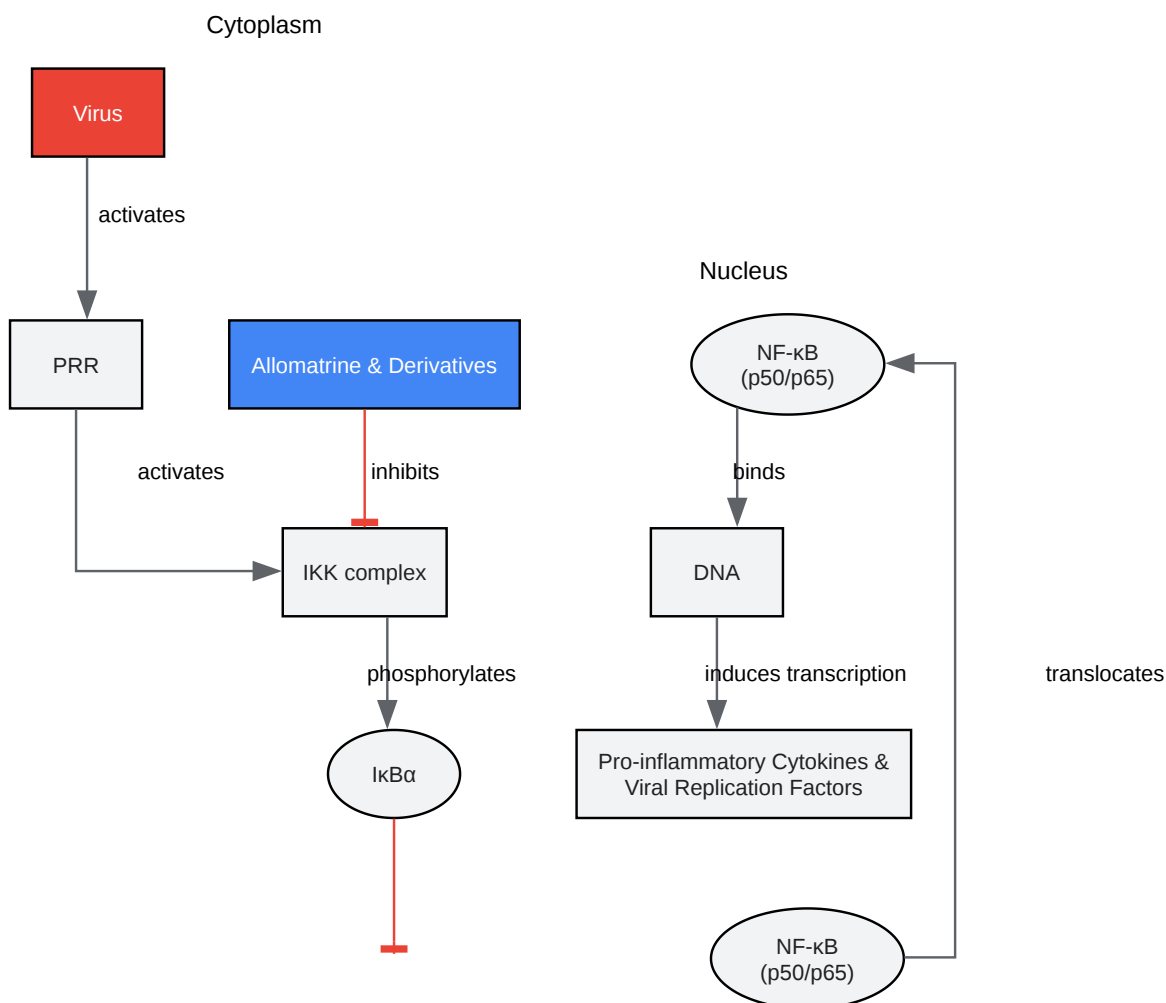 Cytoplasm
Virus
activates
Nucleus
PRR
Allomatrine & Derivatives
NF-κB
(p50/p65)
activates
inhibits
binds
IKK complex
DNA
phosphorylates
induces transcription
translocates
IκBα
Pro-inflammatory Cytokines &
Viral Replication Factors
NF-κB
(p50/p65)